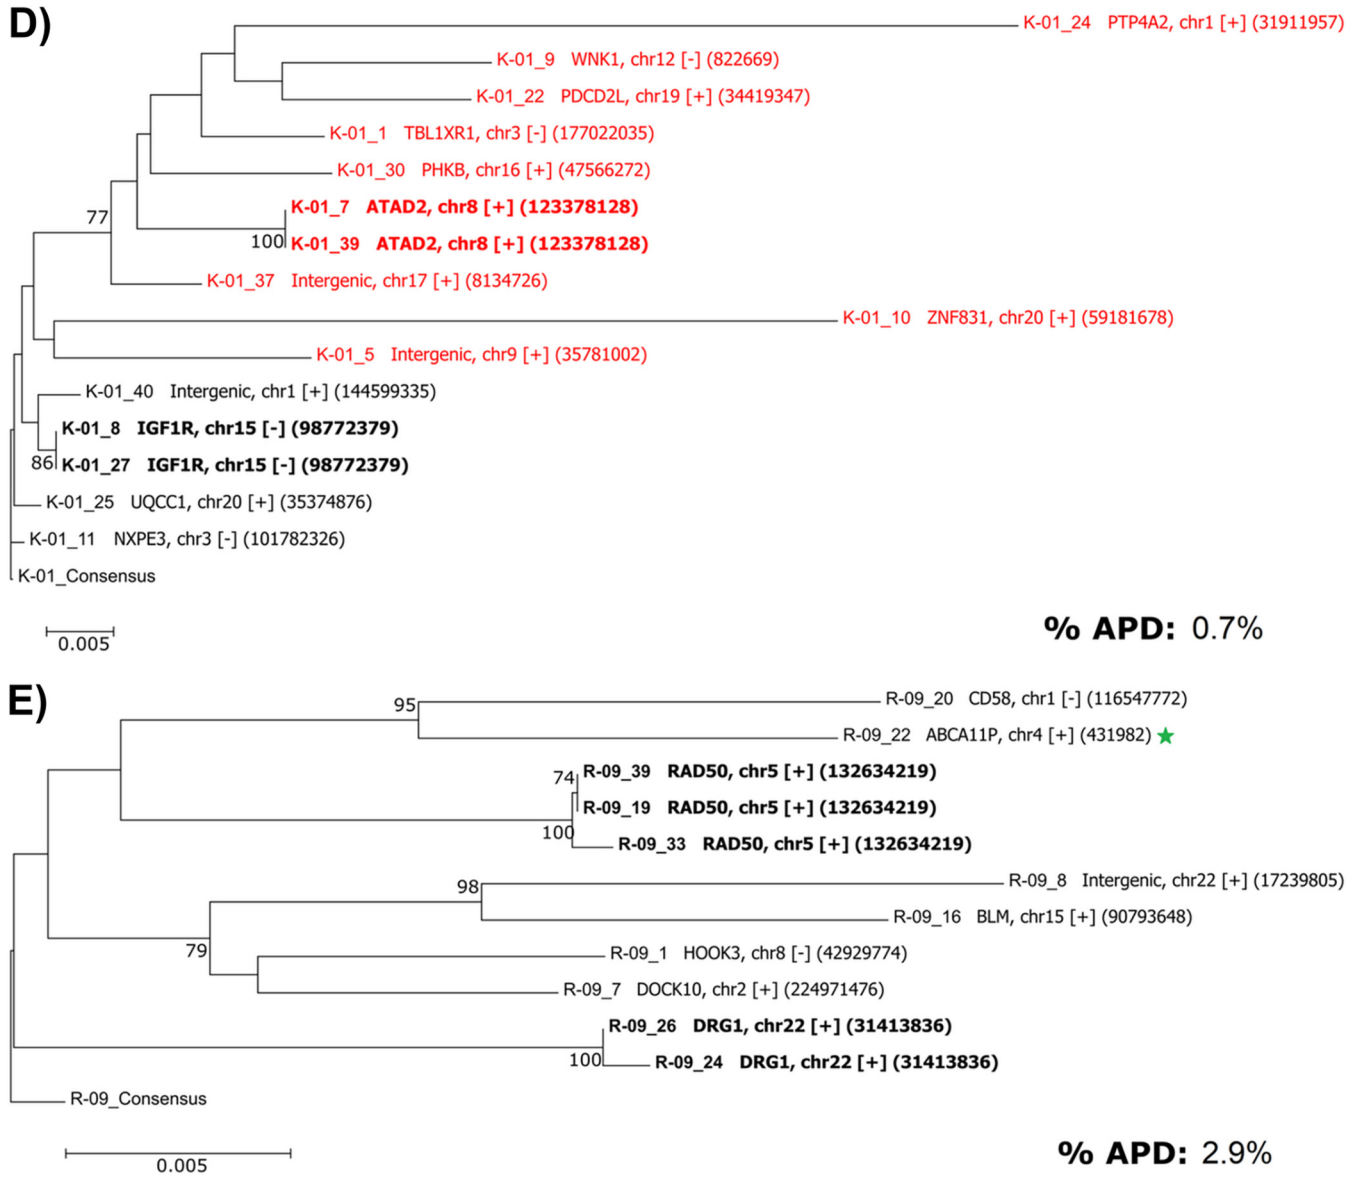 D)
K-01_24 PTP4A2, chr1 [+] (31911957)
K-01_9 WNK1, chr12 [-] (822669)
K-01_22 PDCD2L, chr19 [+] (34419347)
K-01_1 TBL1XR1, chr3 [-] (177022035)
K-01_30 PHKB, chr16 [+] (47566272)
K-01_7 ATAD2, chr8 [+] (123378128)
77
100
K-01_39 ATAD2, chr8 [+] (123378128)
K-01_37 Intergenic, chr17 [+] (8134726)
K-01_10 ZNF831, chr20 [+] (59181678)
K-01_5 Intergenic, chr9 [+] (35781002)
K-01_40 Intergenic, chr1 [+] (144599335)
K-01_8 IGF1R, chr15 [-] (98772379)
86
K-01_27 IGF1R, chr15 [-] (98772379)
K-01_25 UQCC1, chr20 [+] (35374876)
K-01_11 NXPE3, chr3 [-] (101782326)
K-01_Consensus
0.005
% APD: 0.7%
E)
95
R-09_20 CD58, chr1 [-] (116547772)
R-09_22 ABCA11P, chr4 [+] (431982)
74
R-09_39 RAD50, chr5 [+] (132634219)
R-09_19 RAD50, chr5 [+] (132634219)
100
R-09_33 RAD50, chr5 [+] (132634219)
98
R-09_8 Intergenic, chr22 [+] (17239805)
R-09_16 BLM, chr15 [+] (90793648)
79
R-09_1 HOOK3, chr8 [-] (42929774)
R-09_7 DOCK10, chr2 [+] (224971476)
R-09_26 DRG1, chr22 [+] (31413836)
100
R-09_24 DRG1, chr22 [+] (31413836)
R-09_Consensus
0.005
% APD: 2.9%